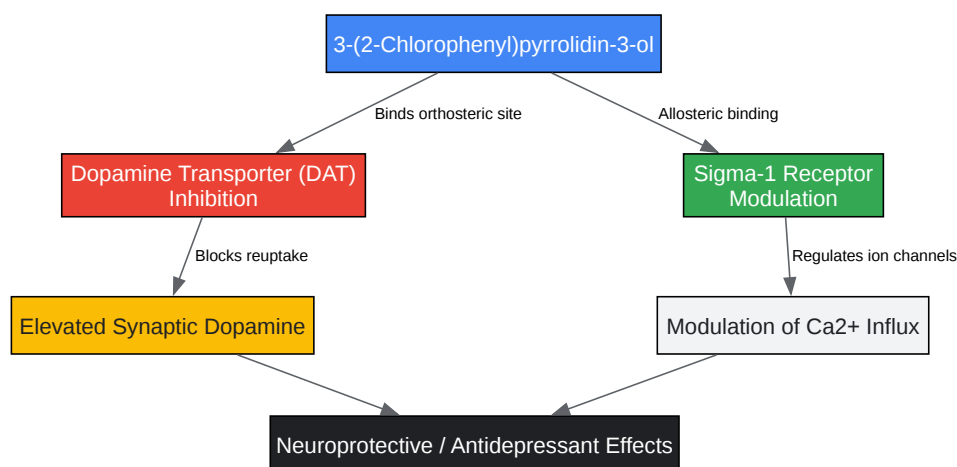 3-(2-Chlorophenyl)pyrrolidin-3-ol
Binds orthosteric site
Allosteric binding
Dopamine Transporter (DAT)
Inhibition
Sigma-1 Receptor
Modulation
Blocks reuptake
Regulates ion channels
Elevated Synaptic Dopamine
Modulation of Ca2+ Influx
Neuroprotective / Antidepressant Effects